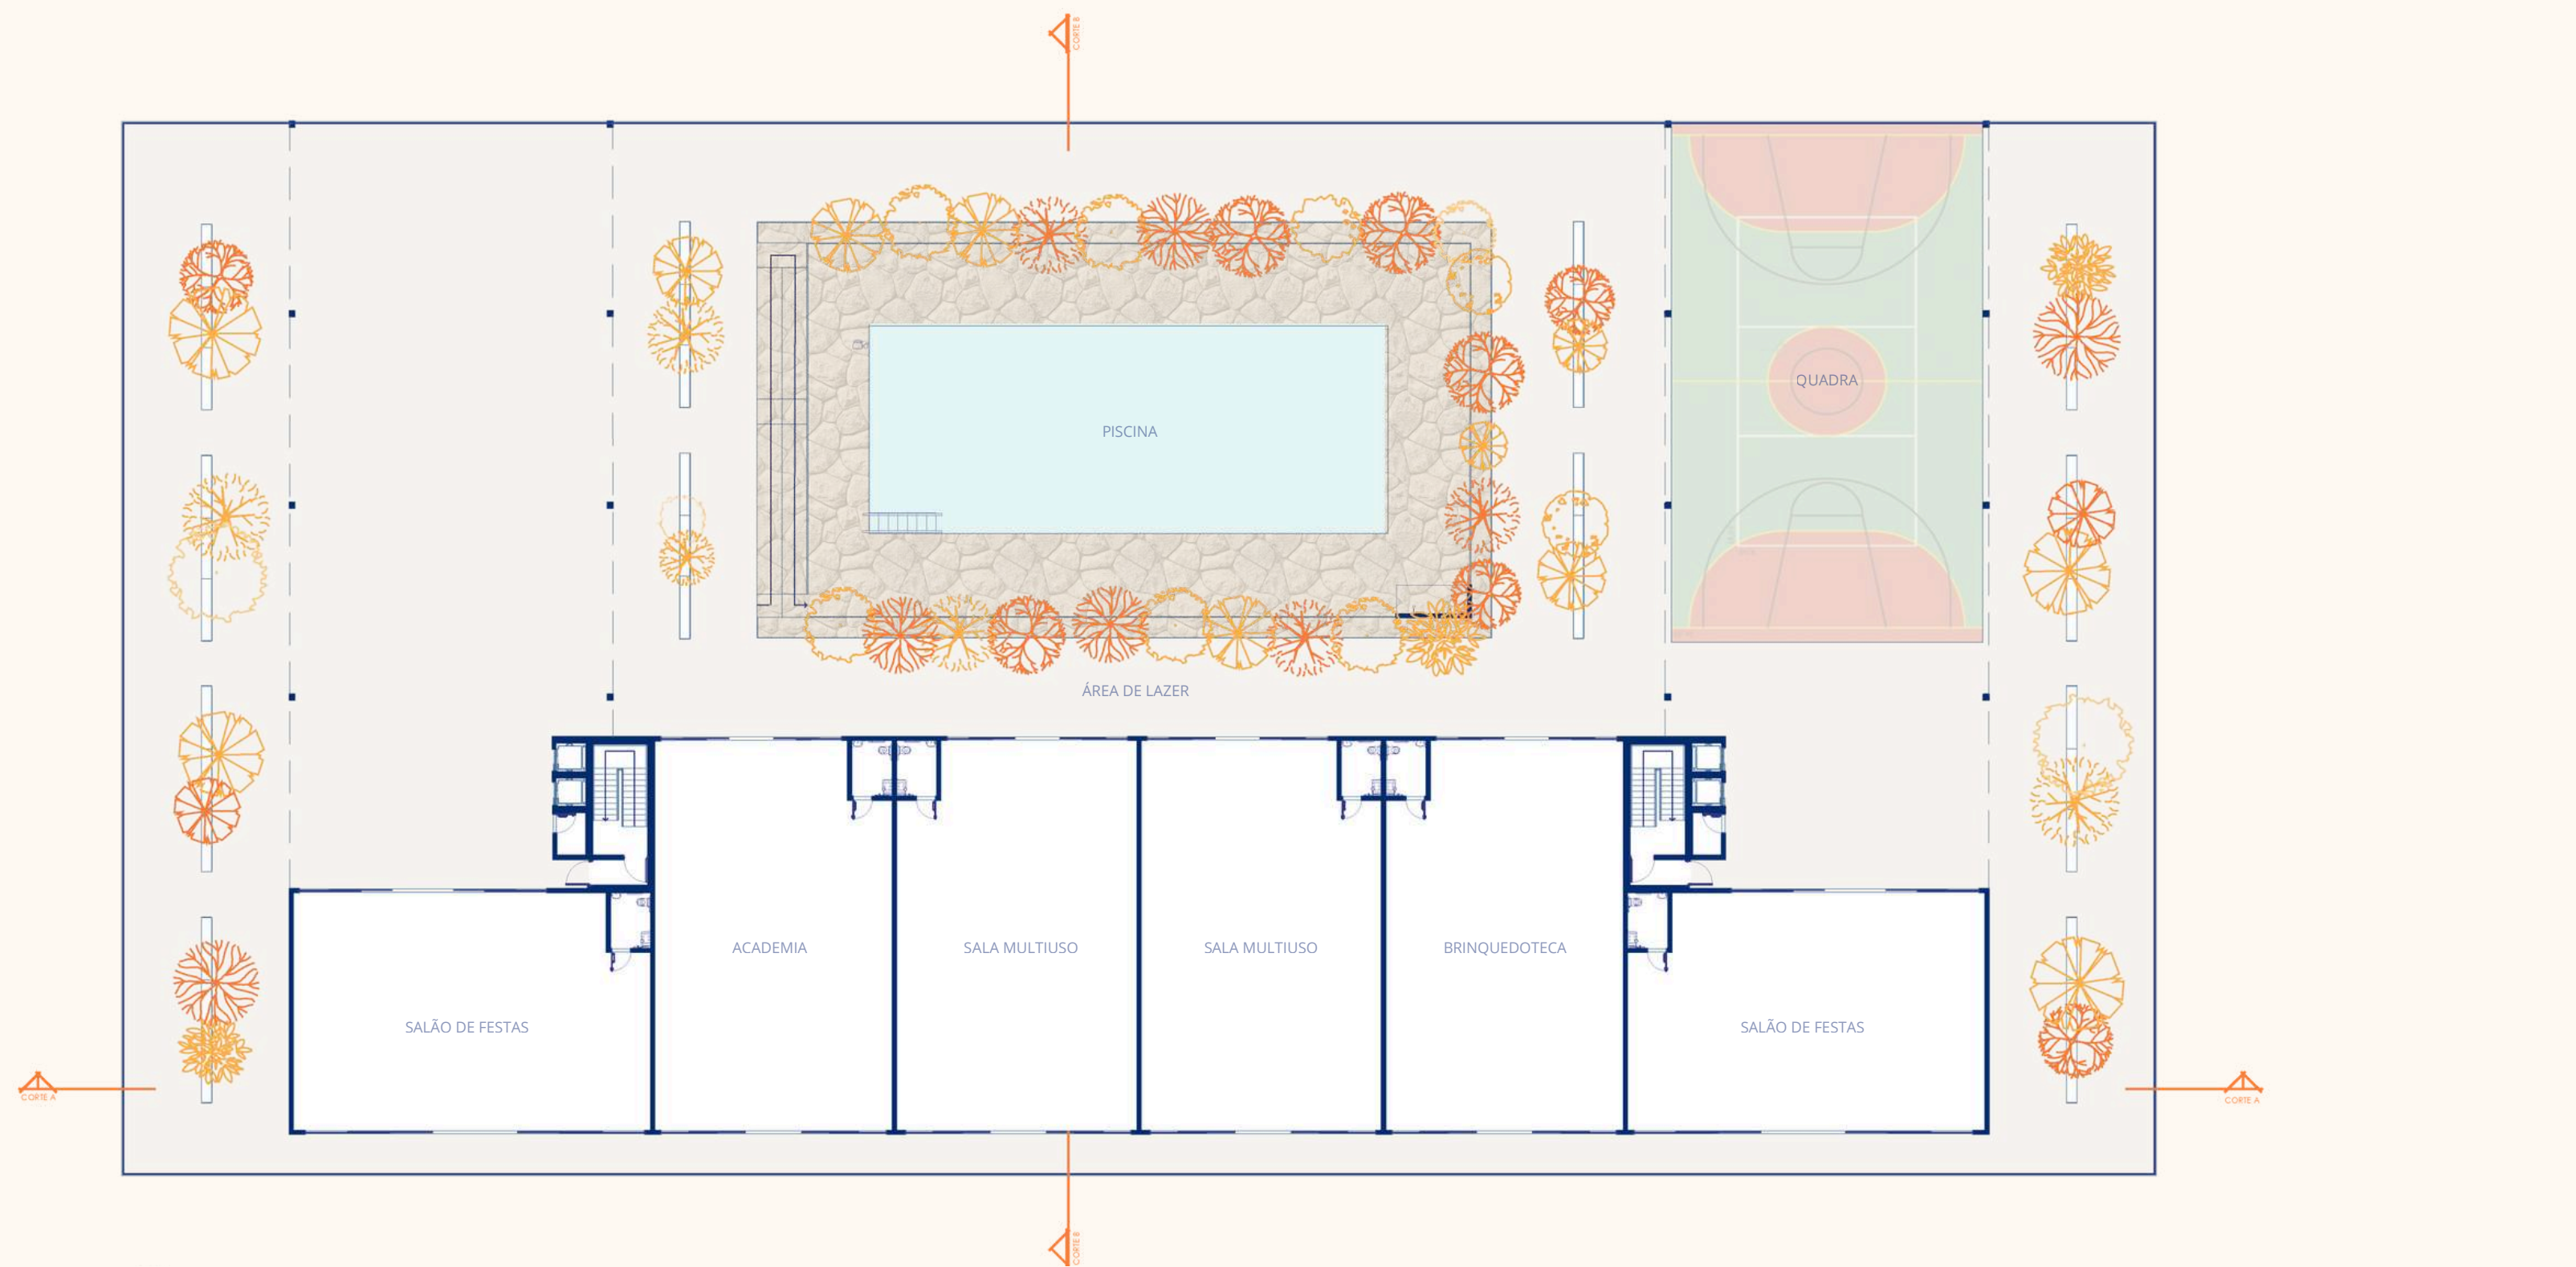 CORTE B
QUADRA
PISCINA
ÁREA DE LAZER
ACADEMIA
SALA MULTIUSO
SALA MULTIUSO
BRINQUEDOTECA
SALÃO DE FESTAS
SALÃO DE FESTAS
CORTE A
CORTE A
CORTE B